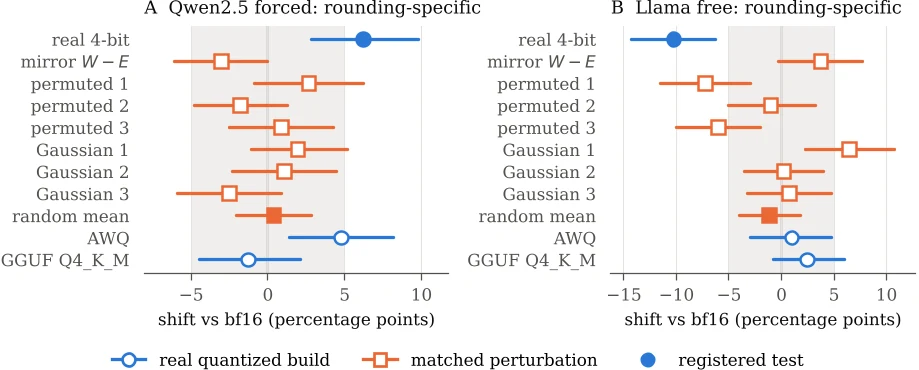 A Qwen2.5 forced: rounding-specific
real 4-bit
mirror W − E
permuted 1
permuted 2
permuted 3
Gaussian 1
Gaussian 2
Gaussian 3
random mean
AWQ
GGUF Q4_K_M
−5 0 5 10
shift vs bf16 (percentage points)
B Llama free: rounding-specific
real 4-bit
mirror W − E
permuted 1
permuted 2
permuted 3
Gaussian 1
Gaussian 2
Gaussian 3
random mean
AWQ
GGUF Q4_K_M
−15 −10 −5 0 5 10
shift vs bf16 (percentage points)
real quantized build matched perturbation registered test